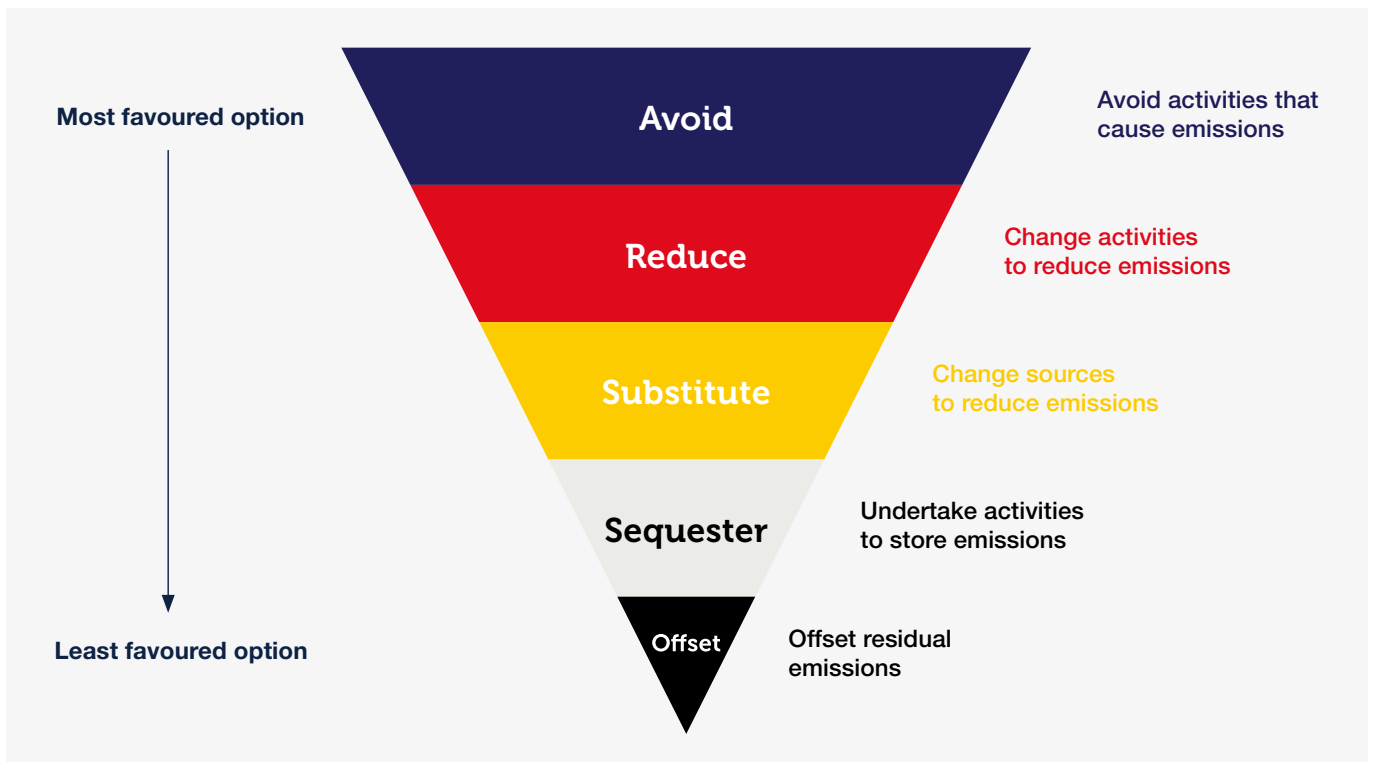 Most favoured option
Avoid
Avoid activities that
cause emissions
Reduce
Change activities
to reduce emissions
Substitute
Change sources
to reduce emissions
Sequester
Undertake activities
to store emissions
Least favoured option
Offset
Offset residual
emissions